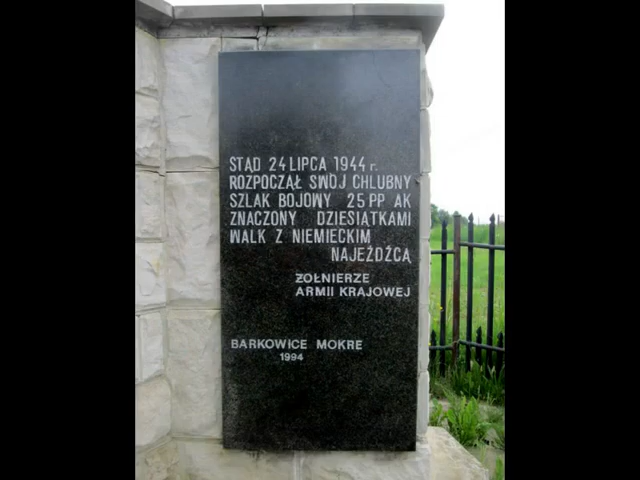 STĄD 24 LIPCA 1944 r.
ROZPOCZĄŁ SWÓJ CHLUBNY
SZLAK BOJOWY 25 PP AK
ZNACZONY DZIESIĄTKAMI
WALK Z NIEMIECKIM
NAJEŹDŹCĄ
ŻOŁNIERZE
ARMII KRAJOWEJ
BARKOWICE MOKRE
1994